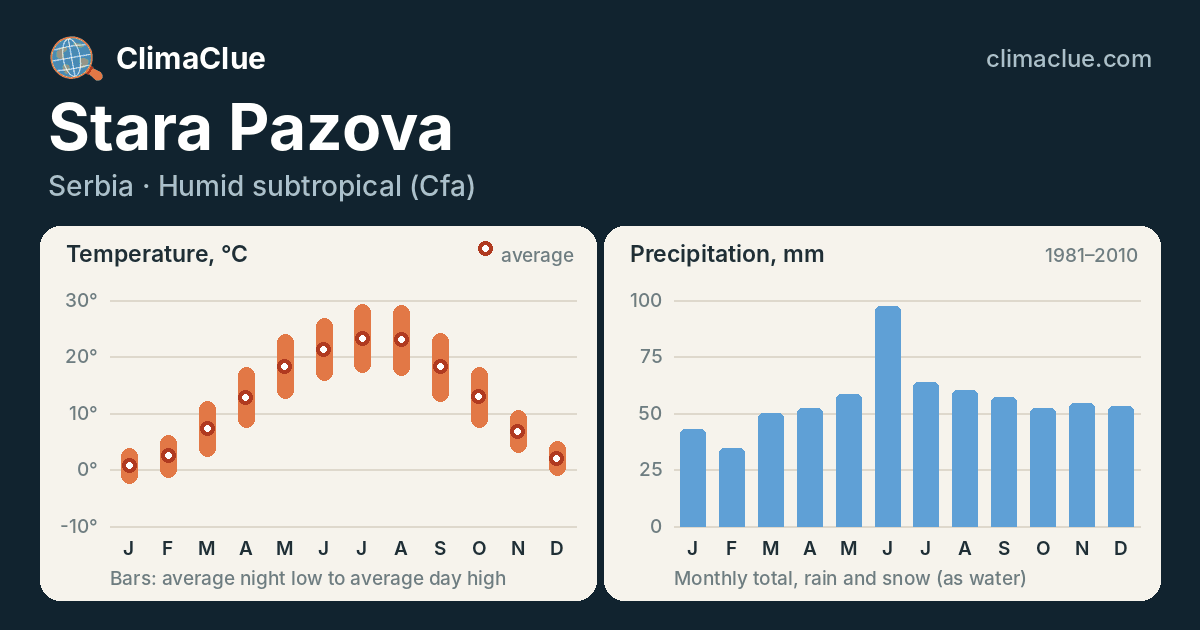 ClimaClue
climaclue.com
Stara Pazova
Serbia · Humid subtropical (Cfa)
Temperature, °C
average
30°
20°
10°
0°
-10°
J F M A M J J A S O N D
Bars: average night low to average day high
Precipitation, mm
1981–2010
100
75
50
25
0
J F M A M J J A S O N D
Monthly total, rain and snow (as water)